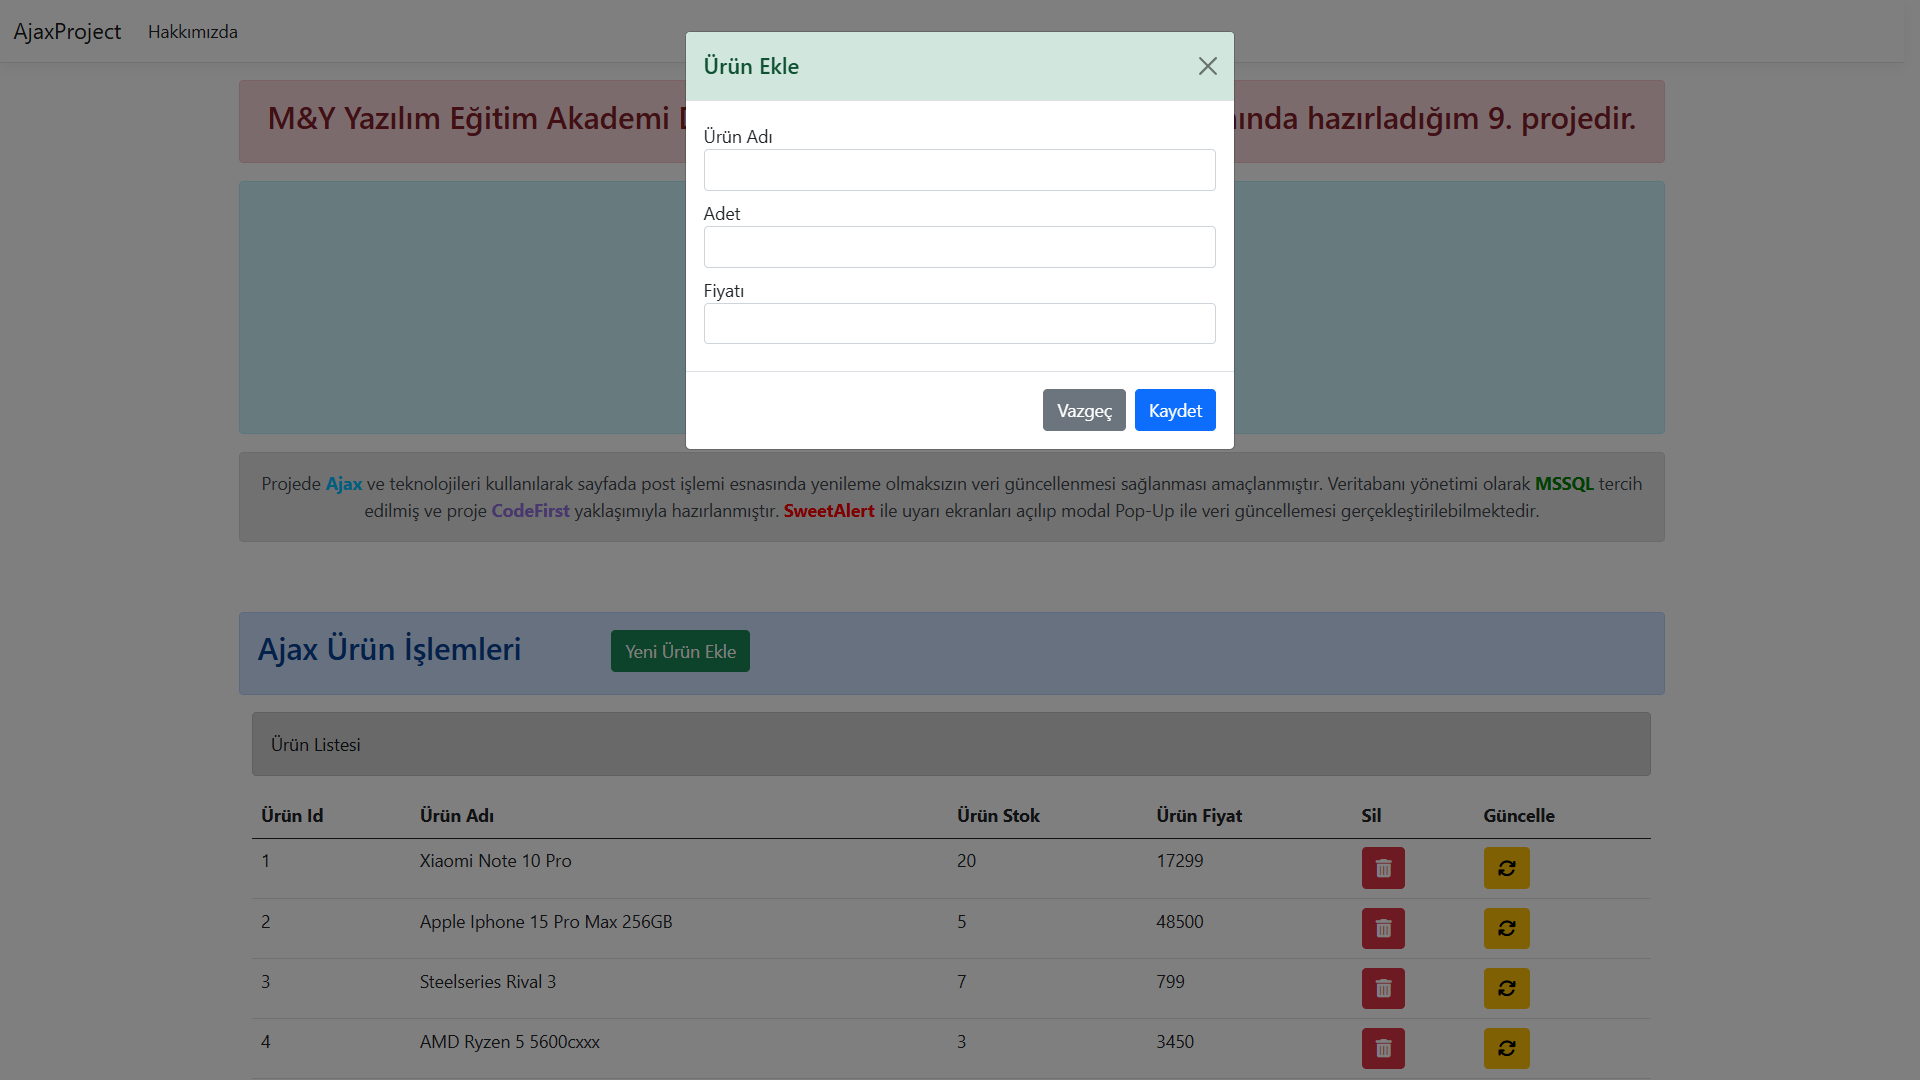 AjaxProject Hakkımızda
Ürün Ekle
M&Y Yazılım Eğitim Akademi hazırladığım 9. projedir.
Ürün Adı
Adet
Fiyatı
Vazgeç Kaydet
Projede Ajax ve teknolojileri kullanılarak sayfada post işlemi esnasında yenileme olmaksızın veri güncellenmesi sağlanması amaçlanmıştır. Veritabanı yönetimi olarak MSSQL tercih
edilmiş ve proje CodeFirst yaklaşımıyla hazırlanmıştır. SweetAlert ile uyarı ekranları açılıp modal Pop-Up ile veri güncellemesi gerçekleştirilebilmektedir.
Ajax Ürün İşlemleri Yeni Ürün Ekle
Ürün Listesi
Ürün Id Ürün Adı Ürün Stok Ürün Fiyat Sil Güncelle
1 Xiaomi Note 10 Pro 20 17299
2 Apple Iphone 15 Pro Max 256GB 5 48500
3 Steelseries Rival 3 7 799
4 AMD Ryzen 5 5600cxxx 3 3450